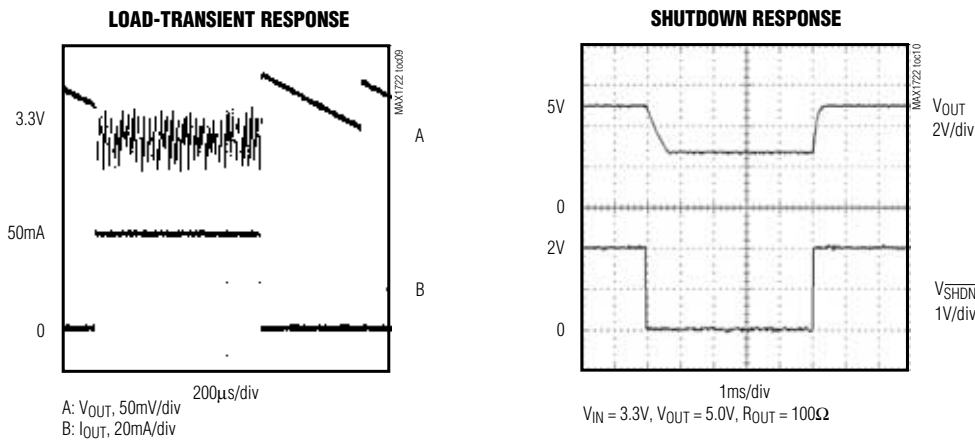 LOAD-TRANSIENT RESPONSE
MAX1722 toc09
3.3V
A
50mA
B
0
200µs/div
A: VOUT, 50mV/div
B: IOUT, 20mA/div
SHUTDOWN RESPONSE
MAX1722 toc10
5V
VOUT
2V/div
0
2V
VSHDN
1V/div
0
1ms/div
VIN = 3.3V, VOUT = 5.0V, ROUT = 100Ω